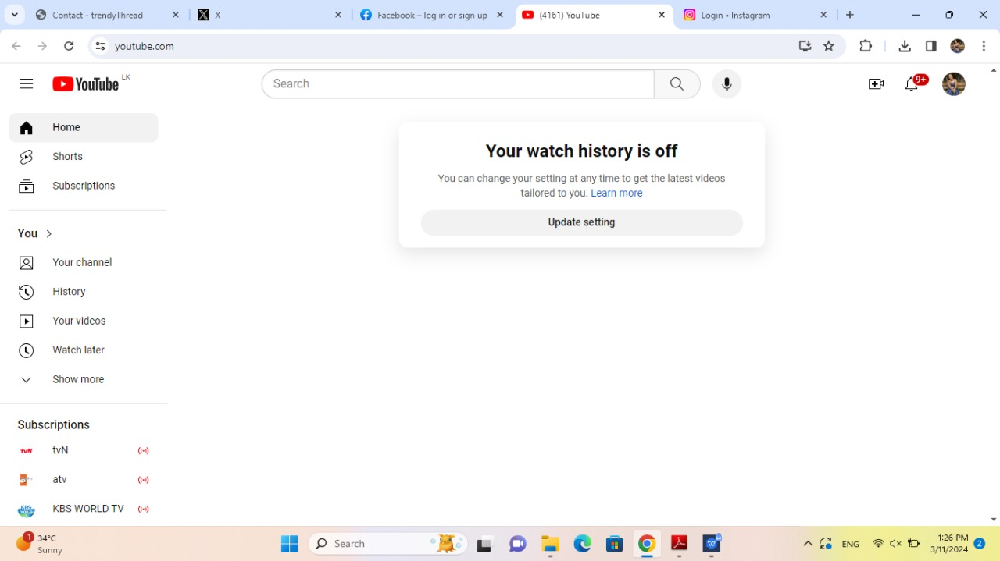 Contact - trendyThread
X
Facebook – log in or sign up
(4161) YouTube
Login • Instagram
youtube.com
YouTube LK
Search
9+
Home
Shorts
Subscriptions
Your watch history is off
You can change your setting at any time to get the latest videos
tailored to you. Learn more
Update setting
You
Your channel
History
Your videos
Watch later
Show more
Subscriptions
tvN tvN
atv
KBS KBS WORLD TV
1
34°C
Sunny
Search
ENG
1:26 PM
3/11/2024
2